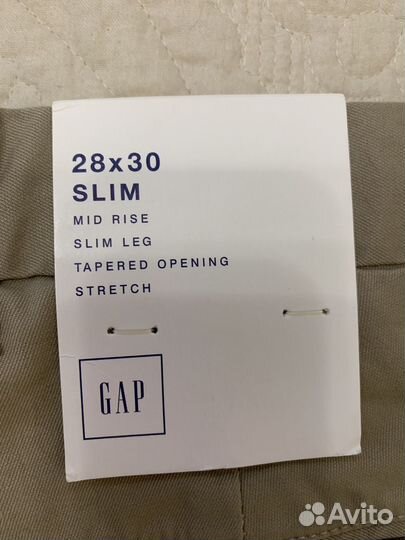 28x30
SLIM
MID RISE
SLIM LEG
TAPERED OPENING
STRETCH
GAP
Avito